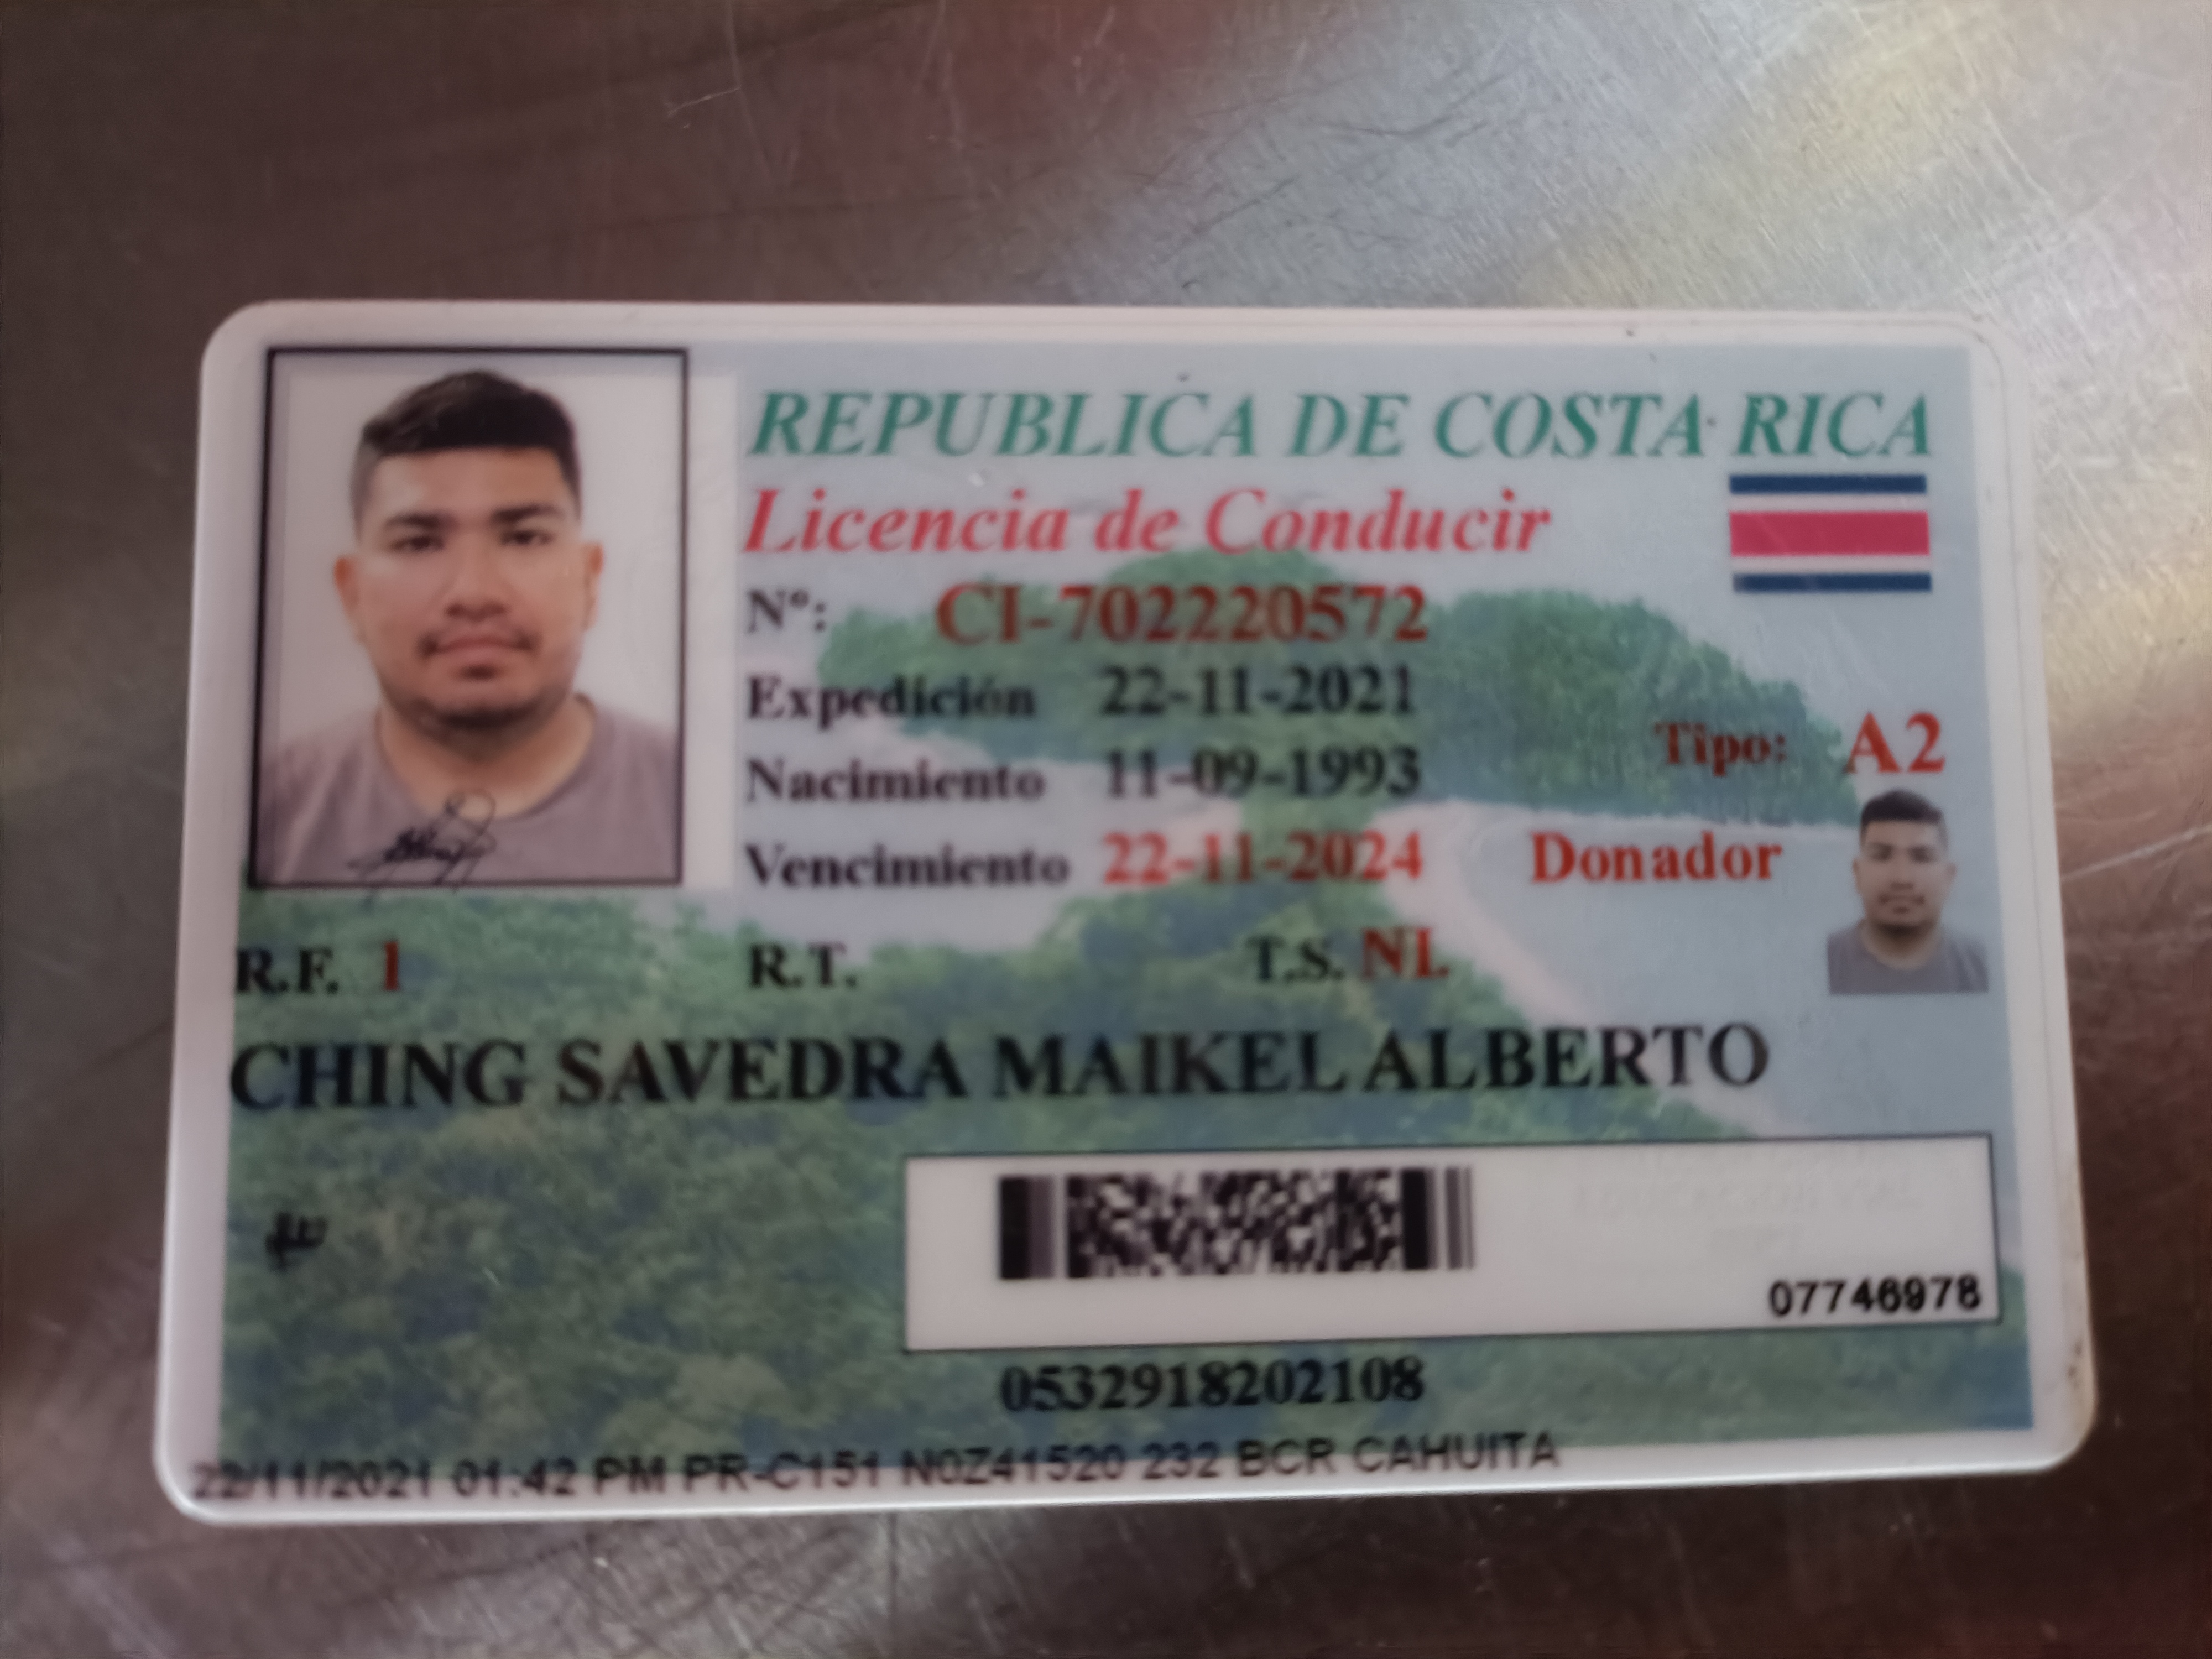 REPUBLICA DE COSTA RICA
Licencia de Conducir
Nº: CI-702220572
Expedición 22-11-2021
Nacimiento 11-09-1993
Tipo: A2
Vencimiento 22-11-2024 Donador
R.F. 1 R.T. T.S. NI.
CHING SAVEDRA MAIKEL ALBERTO
07746978
0532918202108
22/11/2021 01:42 PM PR-C151 N0Z41520 232 BCR CAHUITA